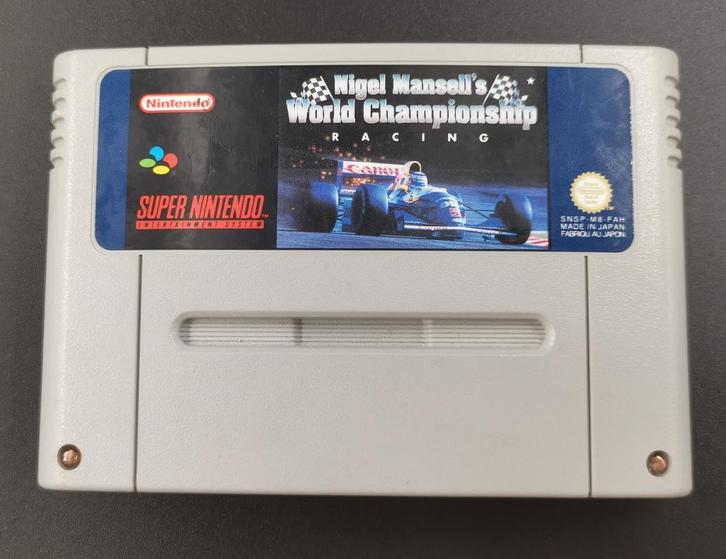 Nintendo
SUPER NINTENDO
ENTERTAINMENT SYSTEM
Nigel Mansell's
World Championship
RACING
Canon
SNSP-M8-FAH
MADE IN JAPAN
FABRIQU AU JAPON